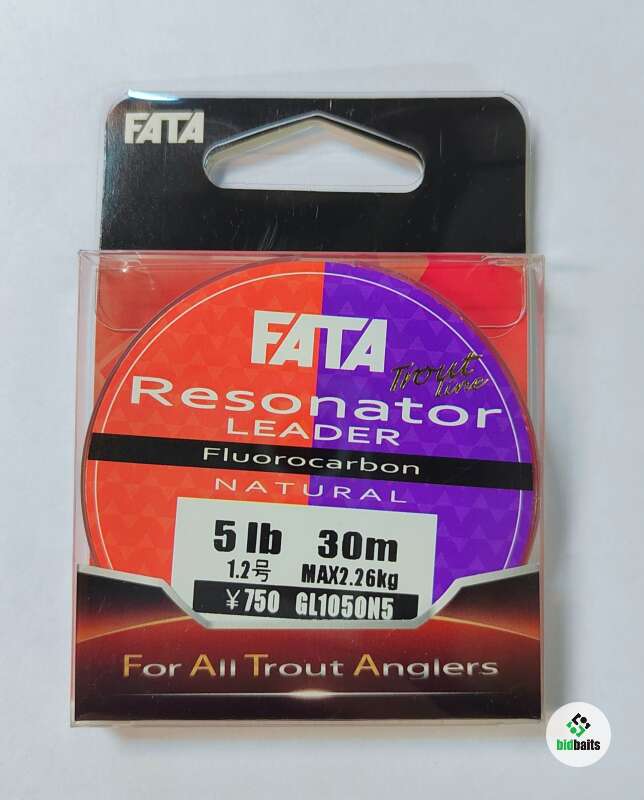 FATA
FATA
Trout
line
Resonator
LEADER
Fluorocarbon
NATURAL
5 lb 30m
1.2号 MAX2.26kg
¥750 GL1050N5
For All Trout Anglers
bidbaits